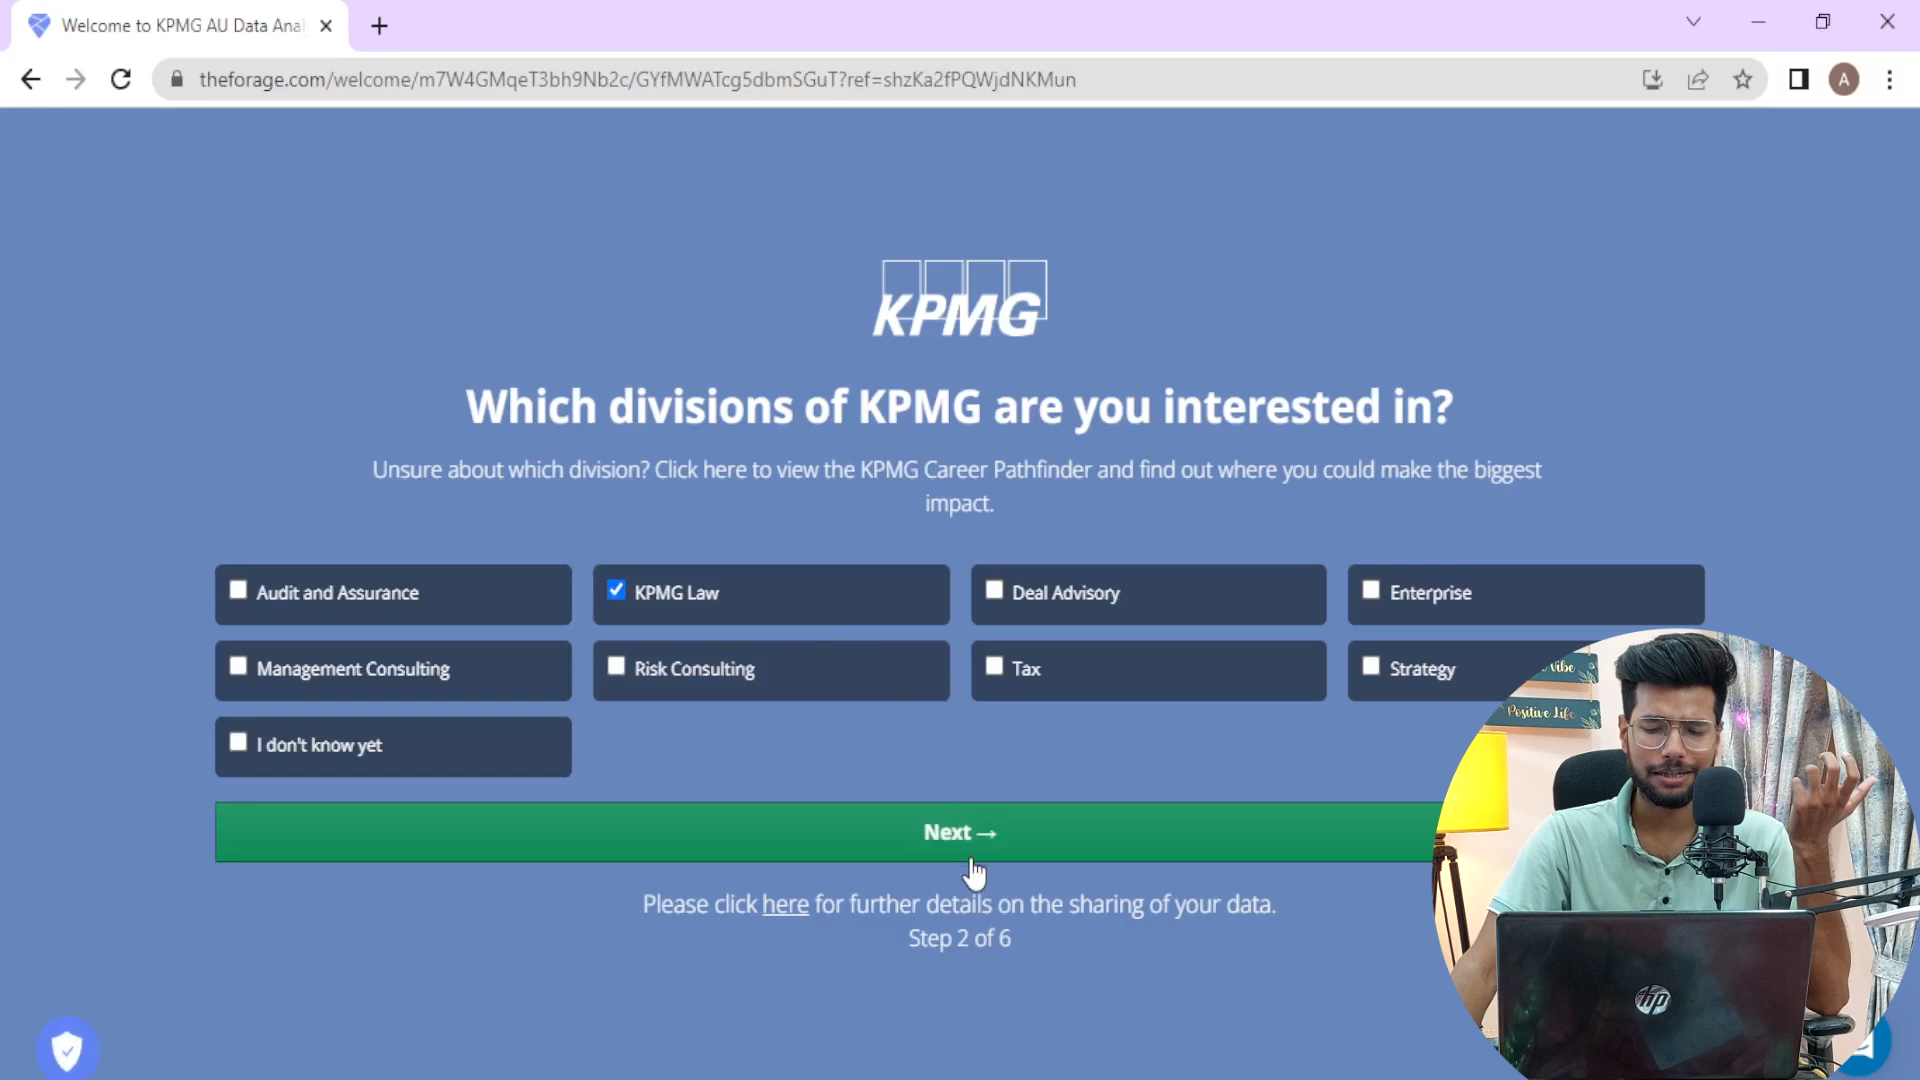 Welcome to KPMG AU Data Anal
theforage.com/welcome/m7W4GMqeT3bh9Nb2c/GYfMWATcg5dbmSGuT?ref=shzKa2fPQWjdNKMun
A
KPMG
Which divisions of KPMG are you interested in?
Unsure about which division? Click here to view the KPMG Career Pathfinder and find out where you could make the biggest
impact.
Audit and Assurance
KPMG Law
Deal Advisory
Enterprise
Management Consulting
Risk Consulting
Tax
Strategy
I don't know yet
Vibe
Positive Life
Next →
Please click here for further details on the sharing of your data.
Step 2 of 6
hp